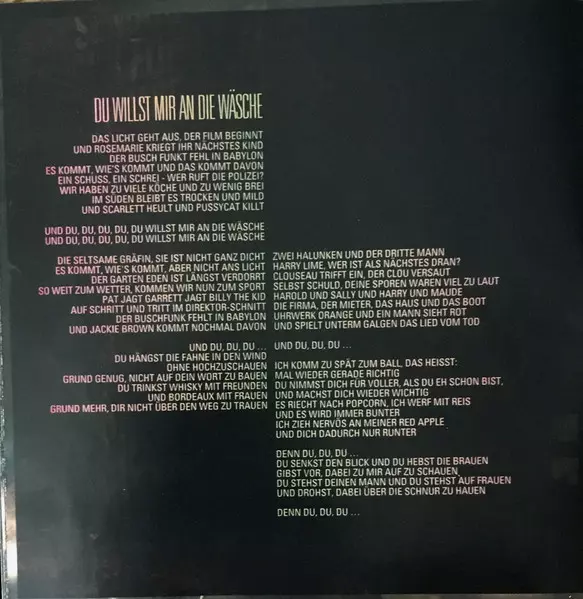 DU WILLST MIR AN DIE WÄSCHE
DAS LICHT GEHT AUS, DER FILM BEGINNT
UND ROSEMARIE KRIEGT IHR NÄCHSTES KIND
DER BUSCH FUNKT FEHL IN BABYLON
ES KOMMT, WIE'S KOMMT UND DAS KOMMT DAVON
EIN SCHUSS, EIN SCHREI - WER RUFT DIE POLIZEI?
WIR HABEN ZU VIELE KÖCHE UND ZU WENIG BREI
IM SÜDEN BLEIBT ES TROCKEN UND MILD
UND SCARLETT HEULT UND PUSSYCAT KILLT
UND DU, DU, DU, DU, DU WILLST MIR AN DIE WÄSCHE
UND DU, DU, DU, DU, DU WILLST MIR AN DIE WÄSCHE
DIE SELTSAME GRÄFIN, SIE IST NICHT GANZ DICHT
ES KOMMT, WIE'S KOMMT, ABER NICHT ANS LICHT
DER GARTEN EDEN IST LÄNGST VERDORRT
SO WEIT ZUM WETTER, KOMMEN WIR NUN ZUM SPORT
PAT JAGT GARRETT JAGT BILLY THE KID
AUF SCHRITT UND TRITT IM DIREKTOR-SCHNITT
DER BUSCHFUNK FEHLT IN BABYLON
UND JACKIE BROWN KOMMT NOCHMAL DAVON
UND DU, DU, DU ...
DU HÄNGST DIE FAHNE IN DEN WIND
OHNE HOCHZUSCHAUEN
GRUND GENUG, NICHT AUF DEIN WORT ZU BAUEN
DU TRINKST WHISKY MIT FREUNDEN
UND BORDEAUX MIT FRAUEN
GRUND MEHR, DIR NICHT ÜBER DEN WEG ZU TRAUEN
ZWEI HALUNKEN UND DER DRITTE MANN
HARRY LIME, WER IST ALS NÄCHSTES DRAN?
CLOUSEAU TRIFFT EIN, DER CLOU VERSAUT
SELBST SCHULD, DEINE SPOREN WAREN VIEL ZU LAUT
HAROLD UND SALLY UND HARRY UND MAUDE
DIE FIRMA, DER MIETER, DAS HAUS UND DAS BOOT
UHRWERK ORANGE UND EIN MANN SIEHT ROT
UND SPIELT UNTERM GALGEN DAS LIED VOM TOD
UND DU, DU, DU ...
ICH KOMM ZU SPÄT ZUM BALL, DAS HEISST:
MAL WIEDER GERADE RICHTIG
DU NIMMST DICH FÜR VOLLER, ALS DU EH SCHON BIST,
UND MACHST DICH WIEDER WICHTIG
ES RIECHT NACH POPCORN, ICH WERF MIT REIS
UND ES WIRD IMMER BUNTER
ICH ZIEH NERVÖS AN MEINER RED APPLE
UND DICH DADURCH NUR RUNTER
DENN DU, DU, DU ...
DU SENKST DEN BLICK UND DU HEBST DIE BRAUEN
GIBST VOR, DABEI ZU MIR AUF ZU SCHAUEN
DU STEHST DEINEN MANN UND DU STEHST AUF FRAUEN
UND DROHST, DABEI ÜBER DIE SCHNUR ZU HAUEN
DENN DU, DU, DU ...